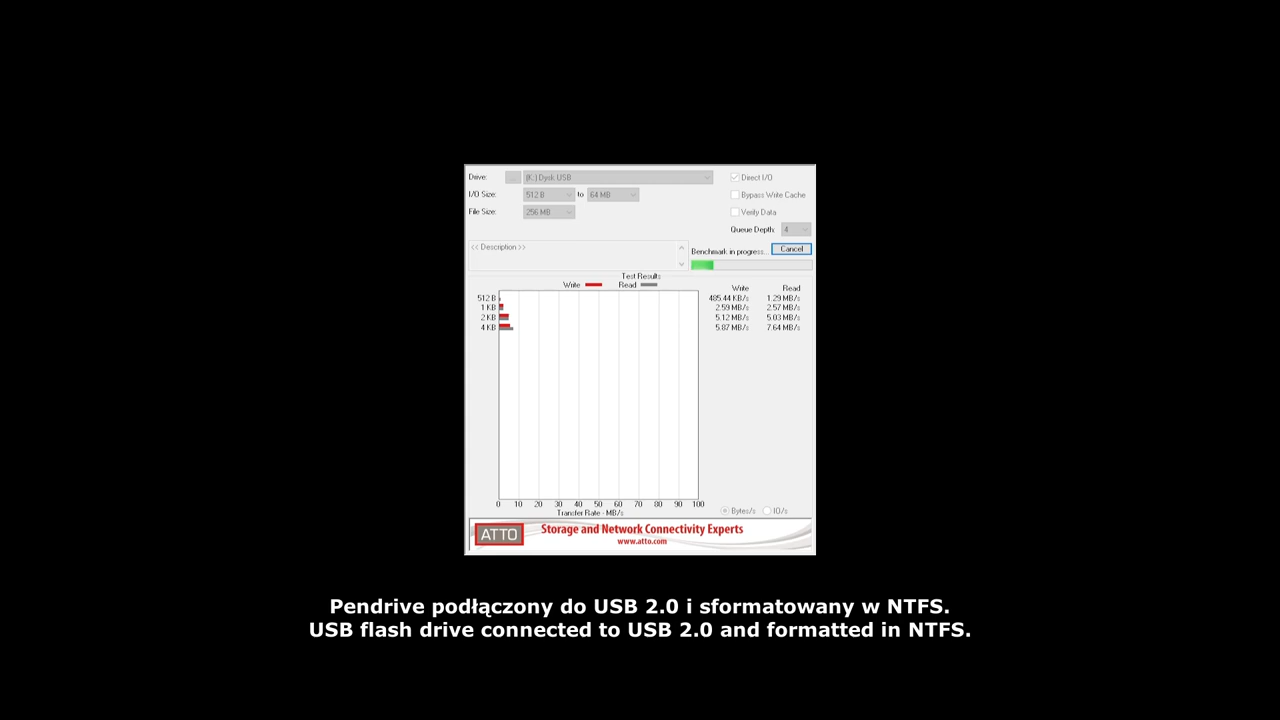 Drive: ... (K:) Dysk USB
Direct I/O
I/O Size: 512 B to 64 MB
Bypass Write Cache
File Size: 256 MB
Verify Data
Queue Depth: 4
<< Description >>
Benchmark in progress... Cancel
Test Results
Write Read
Write Read
512 B 485.44 KB/s 1.29 MB/s
1 KB 2.59 MB/s 2.57 MB/s
2 KB 5.12 MB/s 5.03 MB/s
4 KB 5.87 MB/s 7.64 MB/s
0 10 20 30 40 50 60 70 80 90 100
Transfer Rate - MB/s
Bytes/s IO/s
ATTO
Storage and Network Connectivity Experts
www.atto.com
Pendrive podłączony do USB 2.0 i sformatowany w NTFS.
USB flash drive connected to USB 2.0 and formatted in NTFS.